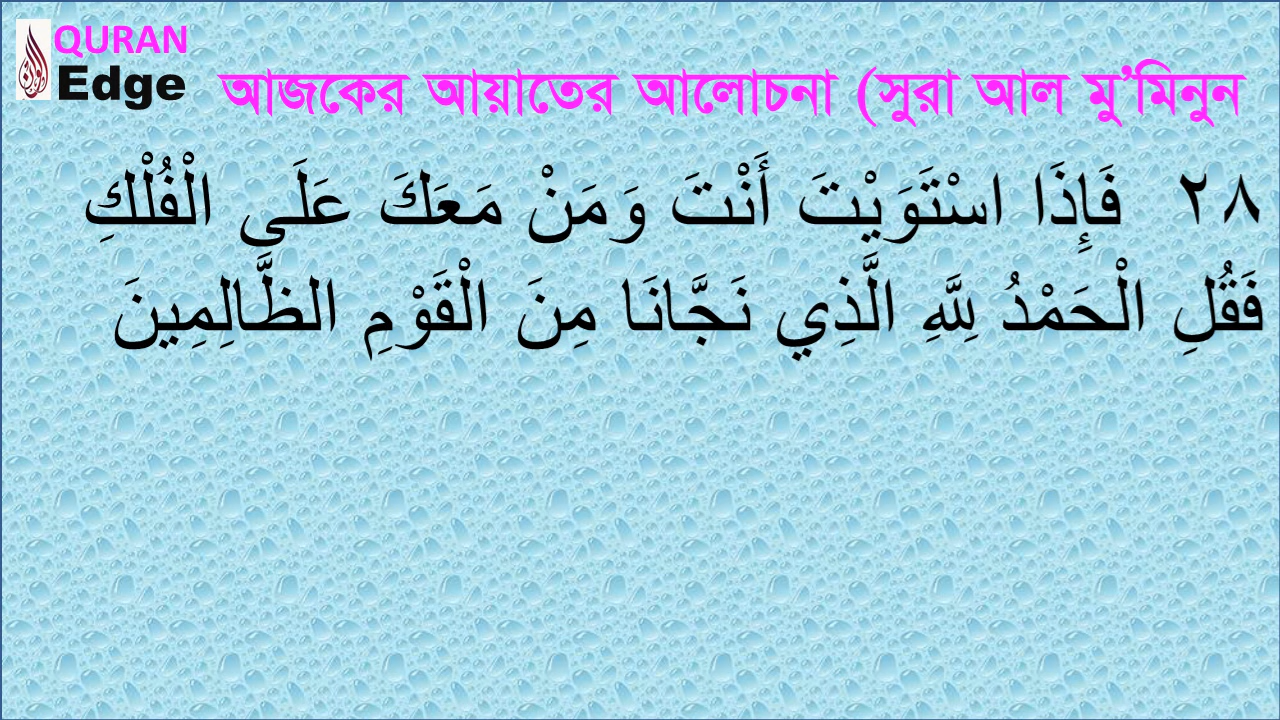 QURAN
Edge
আজকের আয়াতের আলোচনা (সুরা আল মু’মিনুন
٢٨ فَإِذَا اسْتَوَيْتَ أَنْتَ وَمَنْ مَعَكَ عَلَى الْفُلْكِ
فَقُلِ الْحَمْدُ لِلَّهِ الَّذِي نَجَّانَا مِنَ الْقَوْمِ الظَّالِمِينَ